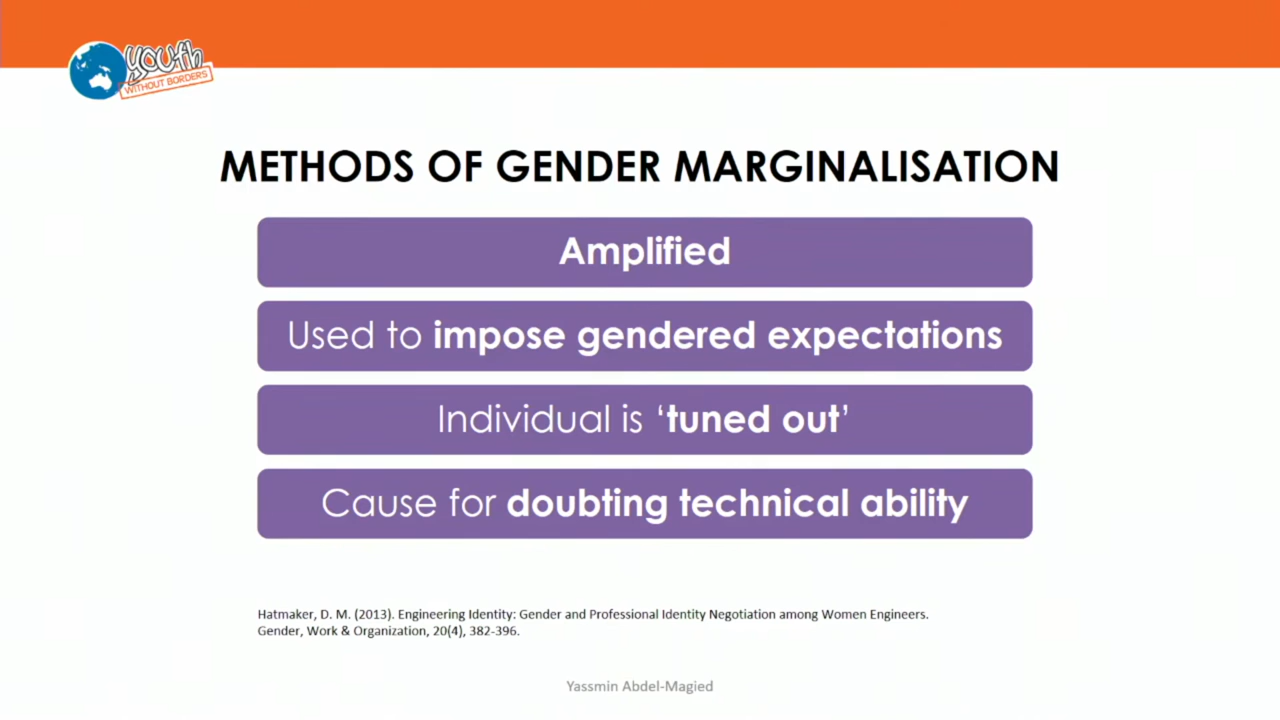 youth
WITHOUT BORDERS
METHODS OF GENDER MARGINALISATION
Amplified
Used to impose gendered expectations
Individual is ‘tuned out’
Cause for doubting technical ability
Hatmaker, D. M. (2013). Engineering Identity: Gender and Professional Identity Negotiation among Women Engineers.
Gender, Work & Organization, 20(4), 382-396.
Yassmin Abdel-Magied